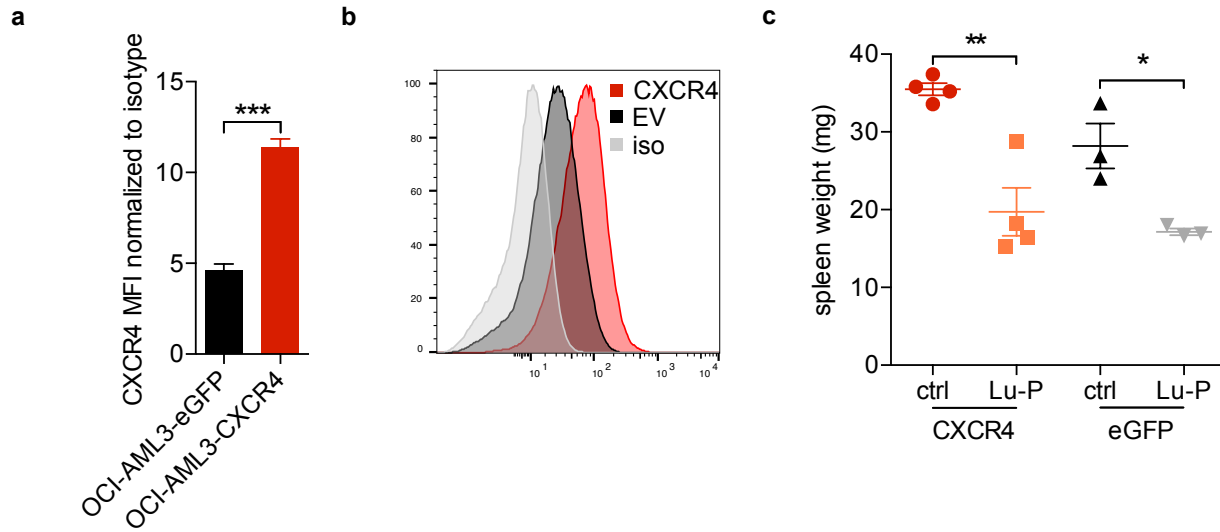 a
CXCR4 MFI normalized to isotype
15
10
5
0
***
OCI-AML3-eGFP
OCI-AML3-CXCR4
b
100
80
60
40
20
0
10¹
10²
10³
10⁴
CXCR4
EV
iso
c
spleen weight (mg)
40
30
20
10
0
**
*
ctrl
Lu-P
ctrl
Lu-P
CXCR4
eGFP